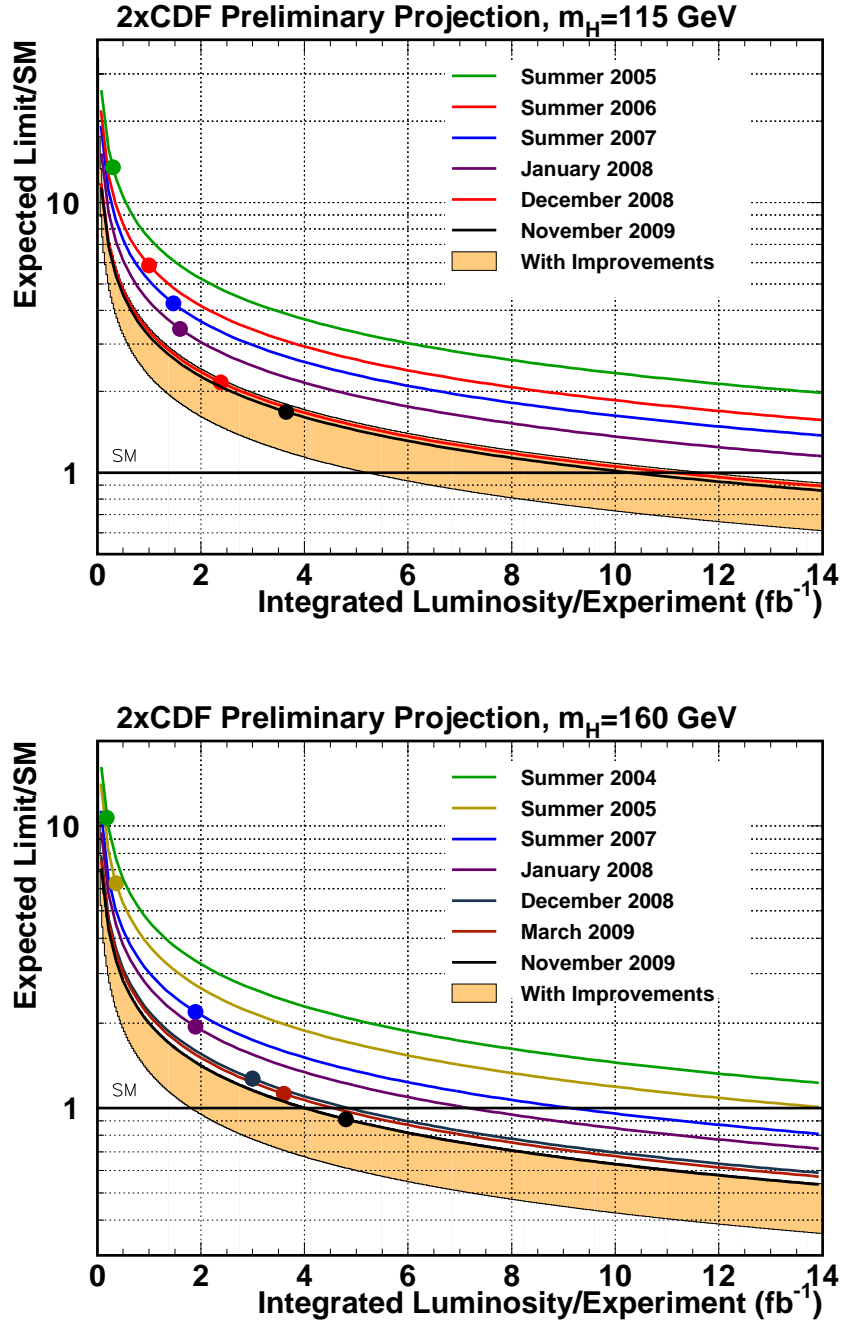 2xCDF Preliminary Projection, m_H=115 GeV
Expected Limit/SM
Summer 2005
Summer 2006
Summer 2007
January 2008
December 2008
November 2009
With Improvements
10
1
SM
0 2 4 6 8 10 12 14
Integrated Luminosity/Experiment (fb^-1)
2xCDF Preliminary Projection, m_H=160 GeV
Expected Limit/SM
Summer 2004
Summer 2005
Summer 2007
January 2008
December 2008
March 2009
November 2009
With Improvements
10
1
SM
0 2 4 6 8 10 12 14
Integrated Luminosity/Experiment (fb^-1)